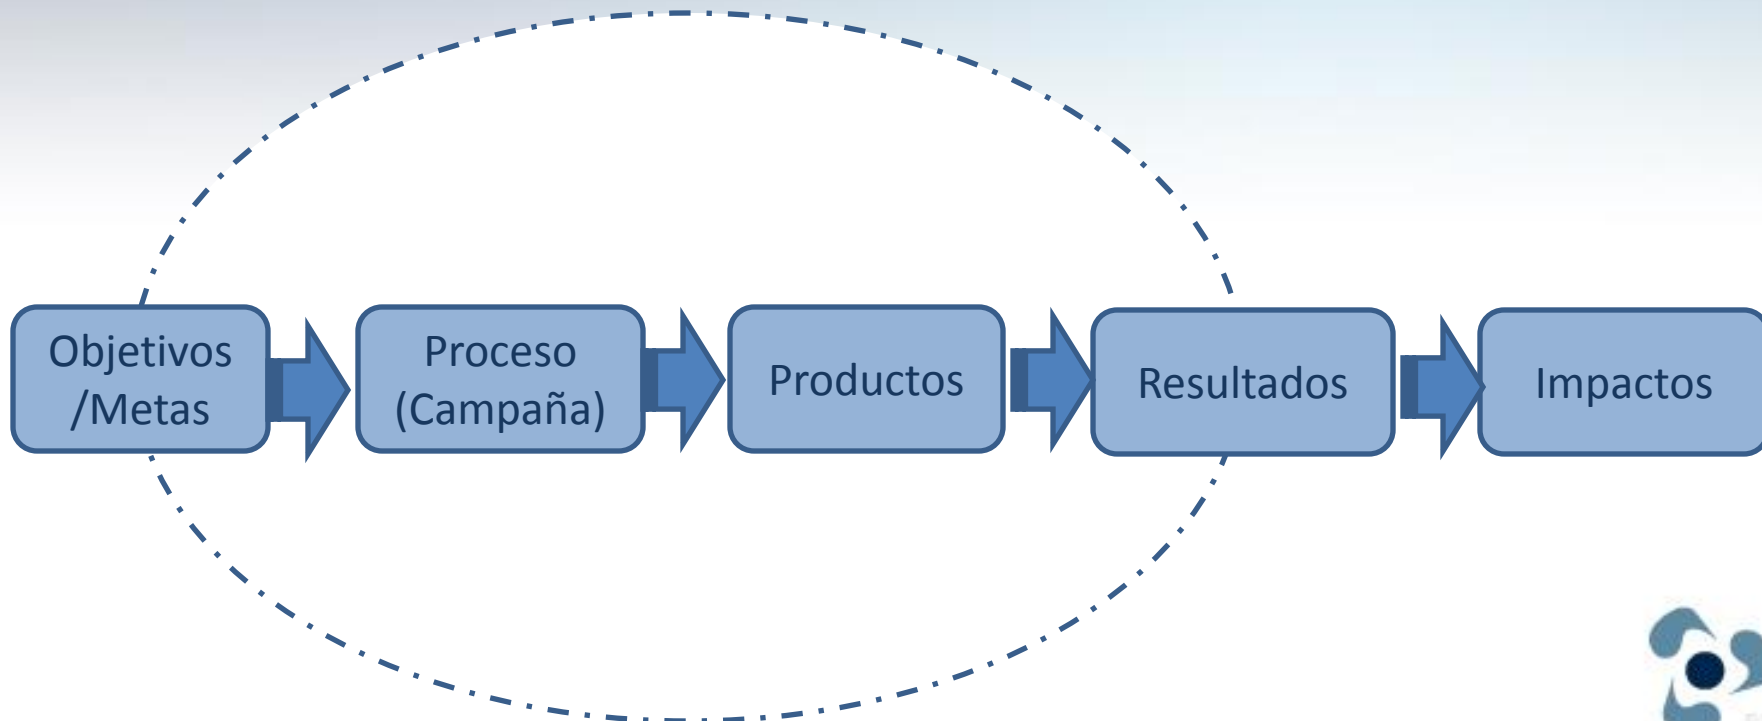 Objetivos
/Metas
Proceso
(Campaña)
Productos
Resultados
Impactos